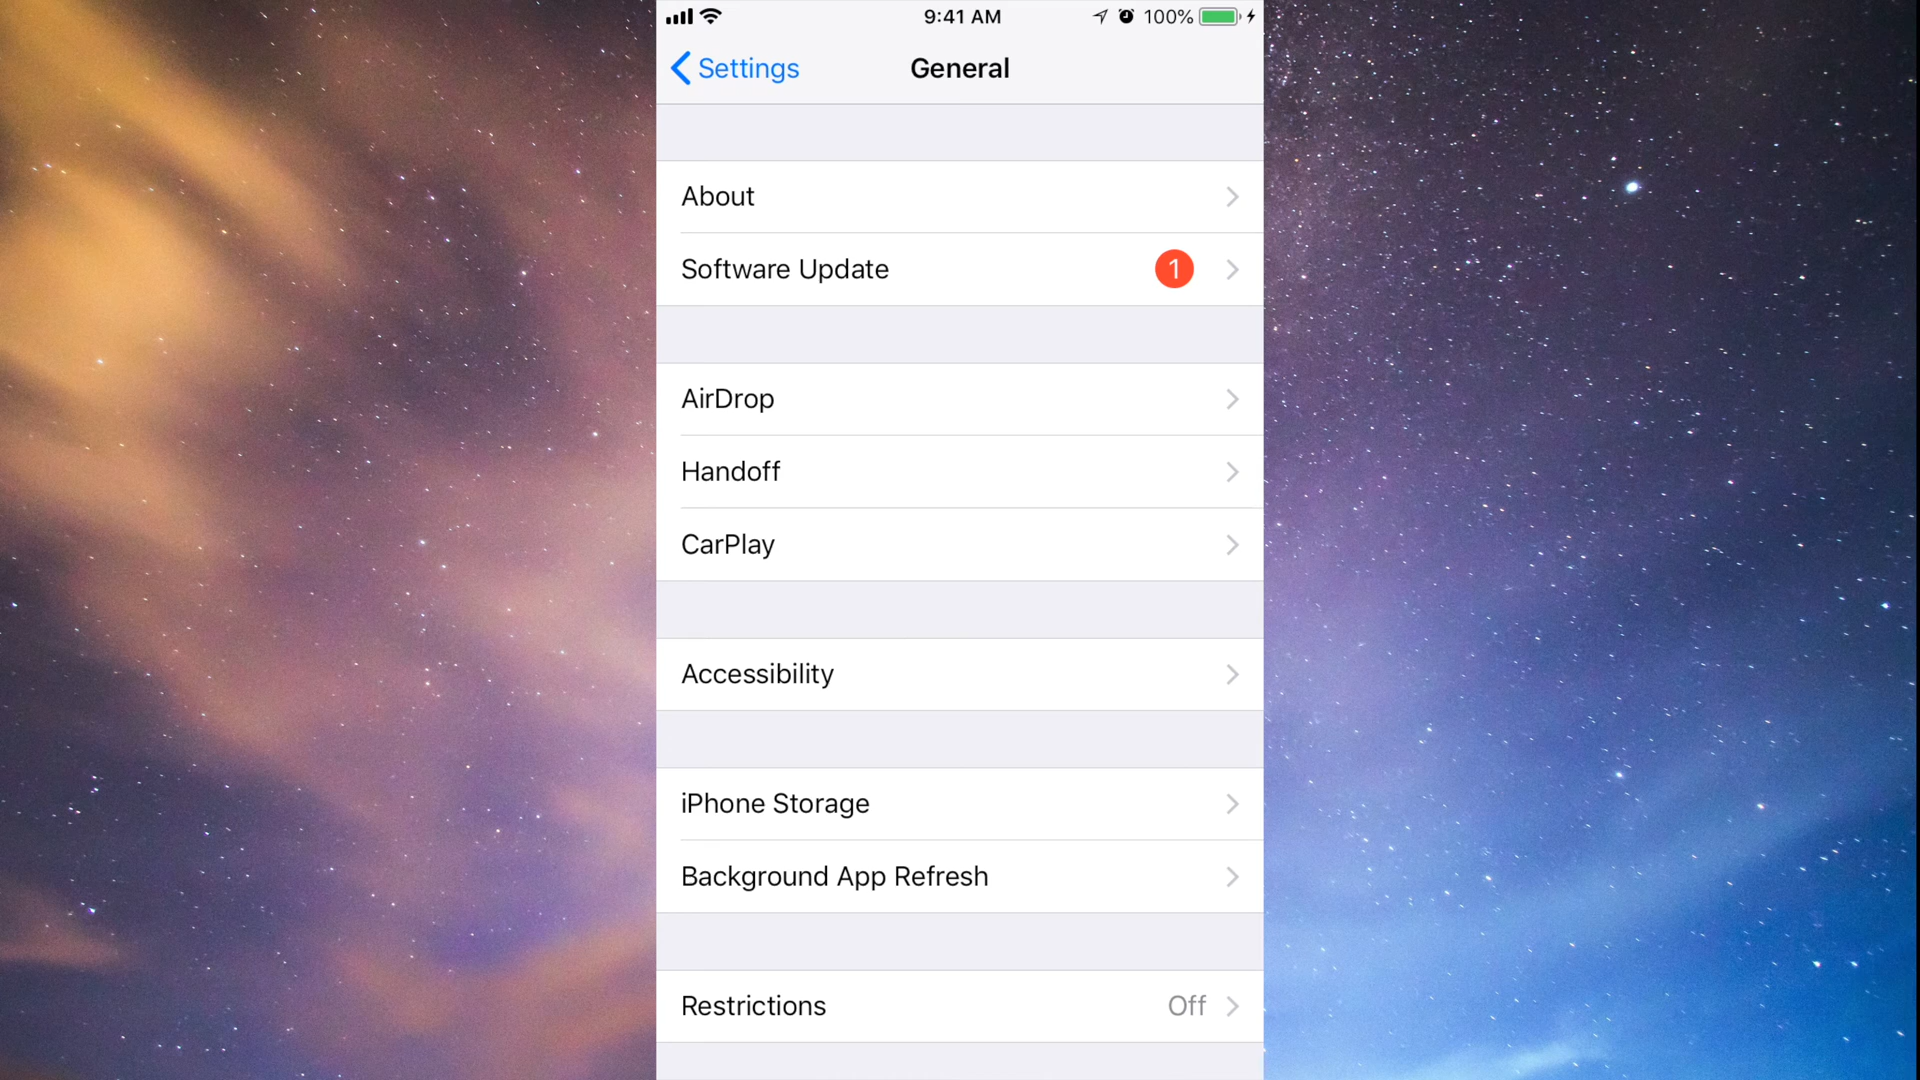 9:41 AM 100%
Settings General
About
Software Update 1
AirDrop
Handoff
CarPlay
Accessibility
iPhone Storage
Background App Refresh
Restrictions Off